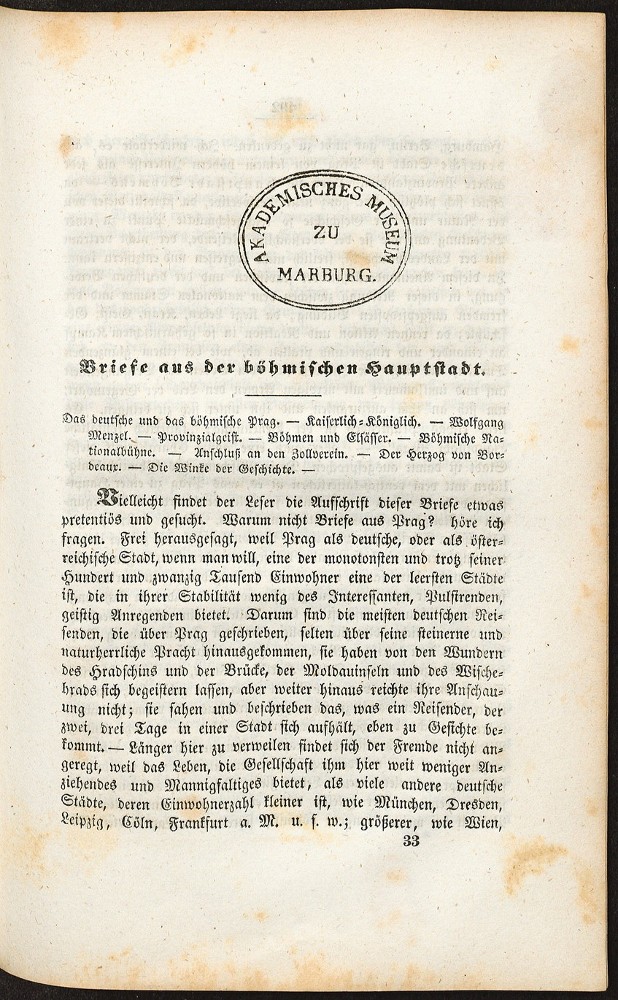 AKADEMISCHES MUSEUM
ZU
MARBURG.
Briefe aus der böhmischen Hauptstadt.
Das deutsche und das böhmische Prag. — Kaiserlich-Königlich. — Wolfgang
Menzel. — Provinzialgeist. — Böhmen und Elsässer. — Böhmische Na-
tionalbühne. — Anschluß an den Zollverein. — Der Herzog von Bor-
deaux. — Die Winke der Geschichte. —
Vielleicht findet der Leser die Aufschrift dieser Briefe etwas
pretentiös und gesucht. Warum nicht Briefe aus Prag? höre ich
fragen. Frei herausgesagt, weil Prag als deutsche, oder als öster-
reichische Stadt, wenn man will, eine der monotonsten und trotz seiner
Hundert und zwanzig Tausend Einwohner eine der leersten Städte
ist, die in ihrer Stabilität wenig des Interessanten, Pulsirenden,
geistig Anregenden bietet. Darum sind die meisten deutschen Rei-
senden, die über Prag geschrieben, selten über seine steinerne und
naturherrliche Pracht hinausgekommen, sie haben von den Wundern
des Hradschins und der Brücke, der Moldauinseln und des Wische-
hrads sich begeistern lassen, aber weiter hinaus reichte ihre Anschau-
ung nicht; sie sahen und beschrieben das, was ein Reisender, der
zwei, drei Tage in einer Stadt sich aufhält, eben zu Gesichte be-
kommt. — Länger hier zu verweilen findet sich der Fremde nicht an-
geregt, weil das Leben, die Gesellschaft ihm hier weit weniger An-
ziehendes und Mannigfaltiges bietet, als viele andere deutsche
Städte, deren Einwohnerzahl kleiner ist, wie München, Dresden,
Leipzig, Cöln, Frankfurt a. M. u. s. w.; größerer, wie Wien,
33